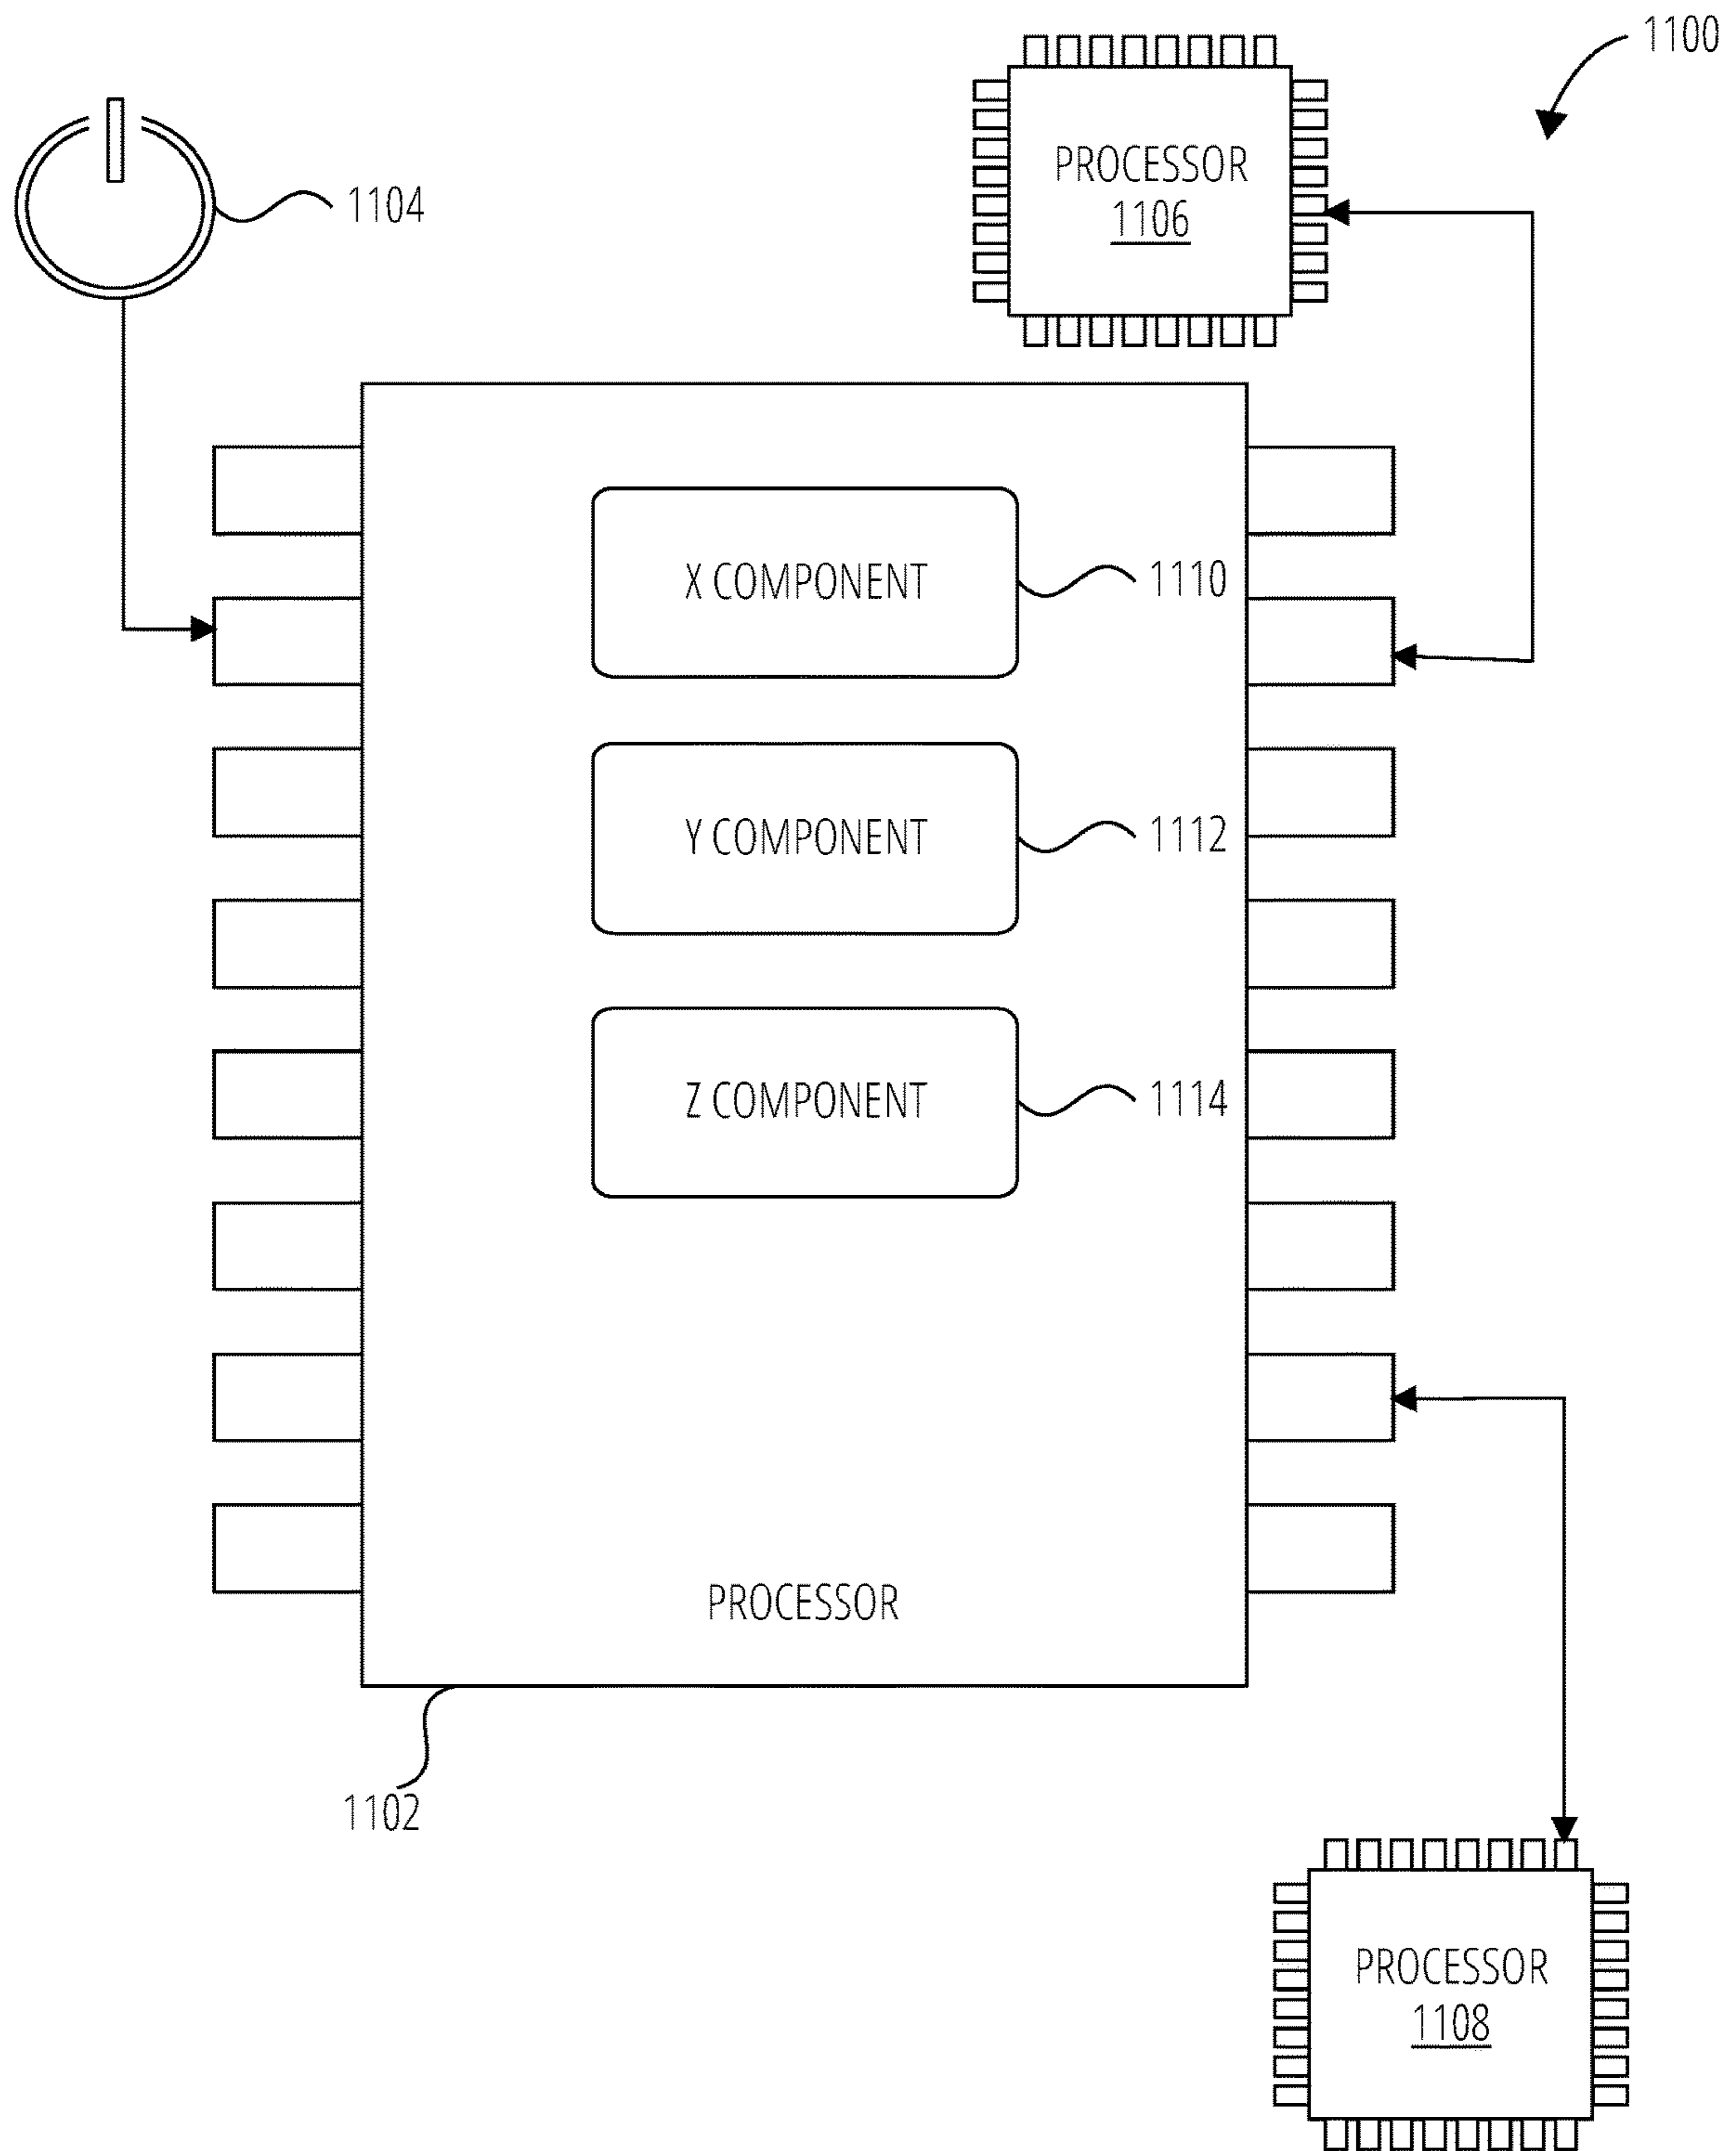 1100
PROCESSOR
1106
1104
X COMPONENT
1110
Y COMPONENT
1112
Z COMPONENT
1114
PROCESSOR
1102
PROCESSOR
1108